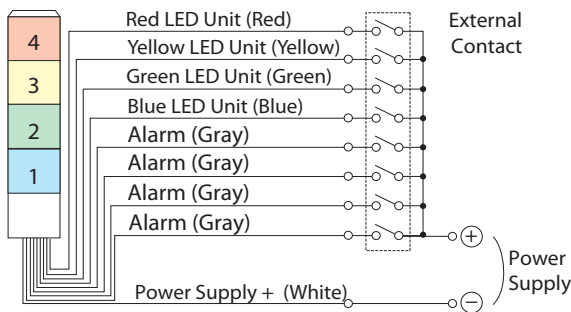 Red LED Unit (Red)
External
Contact
4
Yellow LED Unit (Yellow)
3
Green LED Unit (Green)
2
Blue LED Unit (Blue)
1
Alarm (Gray)
Alarm (Gray)
Alarm (Gray)
Alarm (Gray)
+
Power
Supply
Power Supply + (White)
−